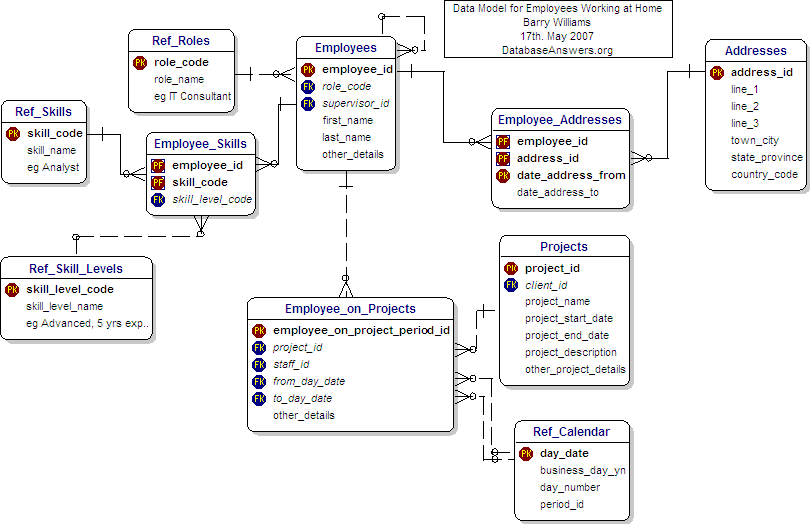 Data Model for Employees Working at Home
Barry Williams
17th. May 2007
DatabaseAnswers.org
Ref_Roles
PK role_code
role_name
eg IT Consultant
Employees
PK employee_id
FK role_code
FK supervisor_id
first_name
last_name
other_details
Addresses
PK address_id
line_1
line_2
line_3
town_city
state_province
country_code
Ref_Skills
PK skill_code
skill_name
eg Analyst
Employee_Skills
PF employee_id
PF skill_code
FK skill_level_code
Employee_Addresses
PF employee_id
PF address_id
PK date_address_from
date_address_to
Ref_Skill_Levels
PK skill_level_code
skill_level_name
eg Advanced, 5 yrs exp..
Employee_on_Projects
PK employee_on_project_period_id
FK project_id
FK staff_id
FK from_day_date
FK to_day_date
other_details
Projects
PK project_id
FK client_id
project_name
project_start_date
project_end_date
project_description
other_project_details
Ref_Calendar
PK day_date
business_day_yn
day_number
period_id